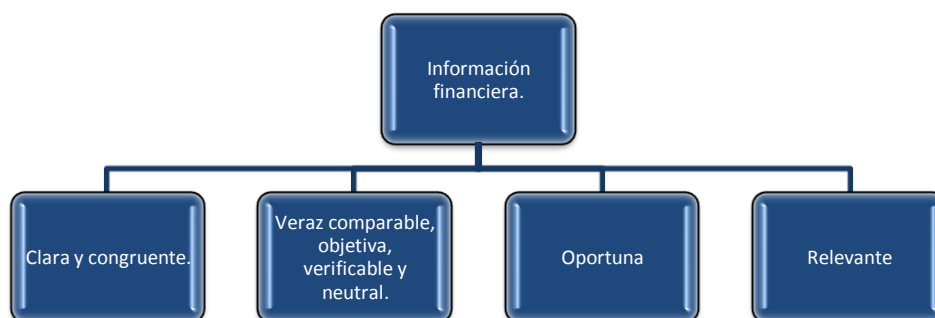 Información
financiera.
Clara y congruente.
Veraz comparable,
objetiva,
verificable y
neutral.
Oportuna
Relevante